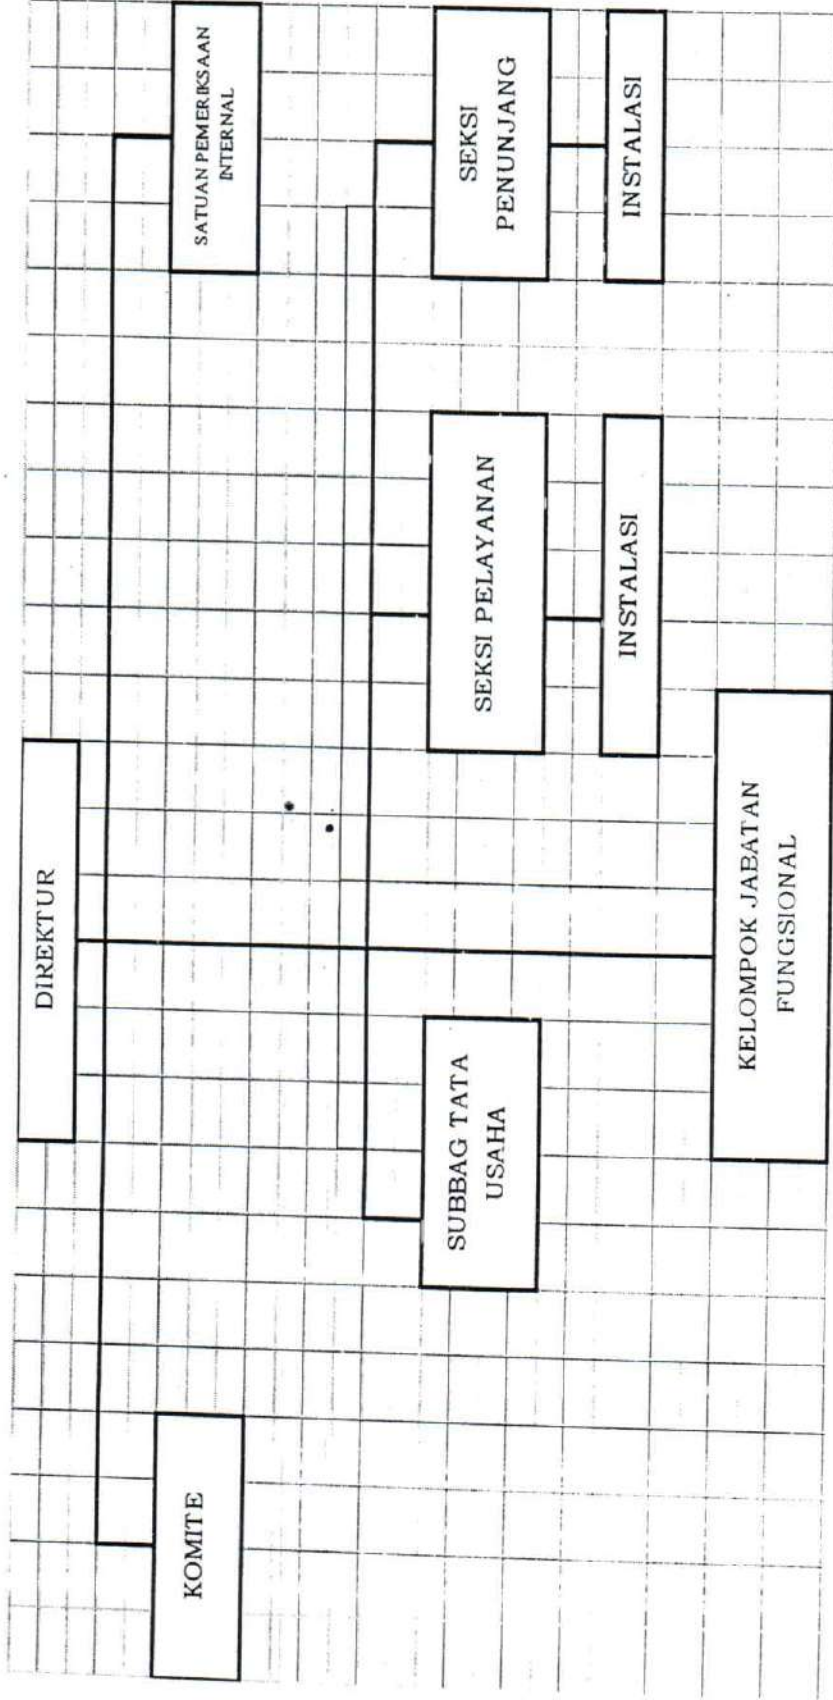 DIREKTUR
KOMITE
SATUAN PEMERIKSAAN
INTERNAL
SUBBAG TATA
USAHA
SEKSI PELAYANAN
SEKSI
PENUNJANG
INSTALASI
INSTALASI
KELOMPOK JABATAN
FUNGSIONAL